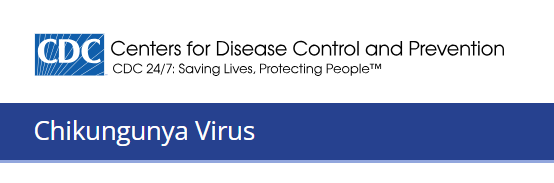 CDC Centers for Disease Control and Prevention
CDC 24/7: Saving Lives, Protecting People™
Chikungunya Virus